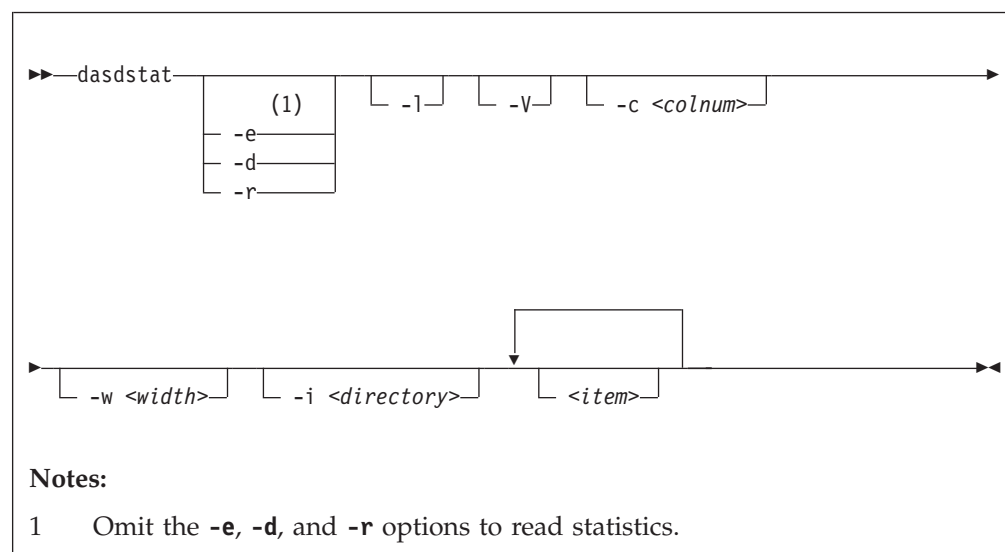 dasdstat
(1)
-e
-d
-r
-l
-V
-c <colnum>
-w <width>
-i <directory>
<item>
Notes:
1 Omit the -e, -d, and -r options to read statistics.